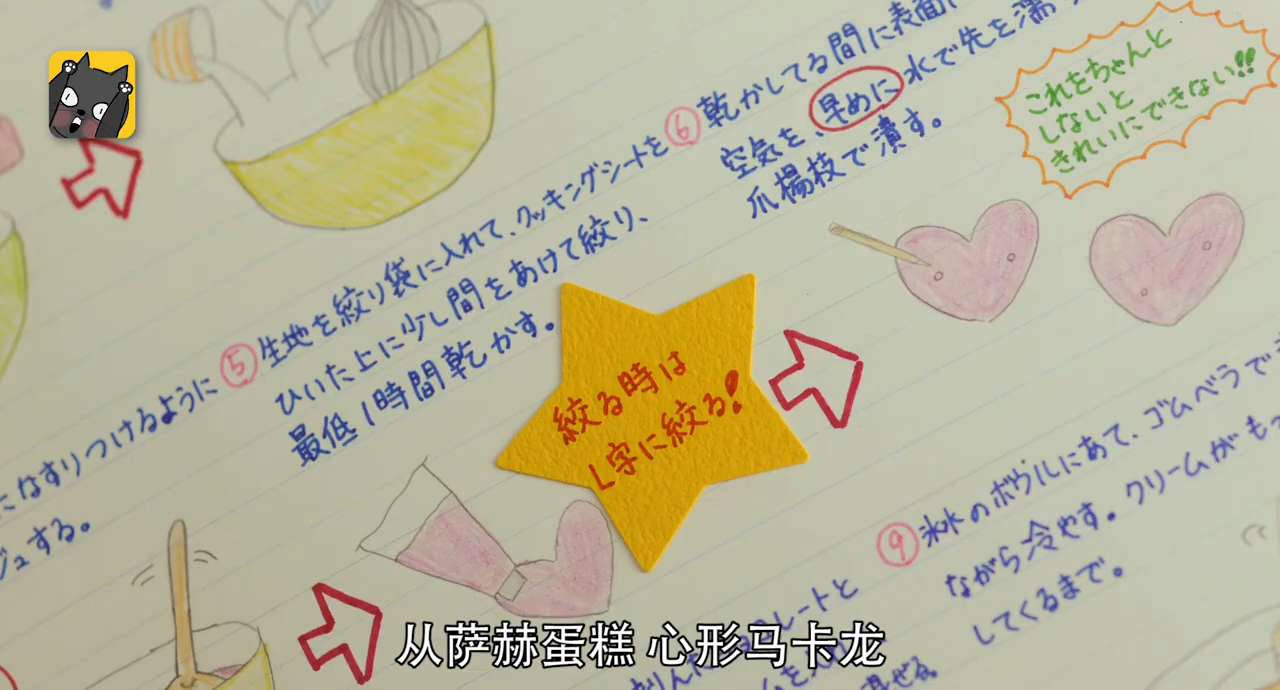 になすりつけるように
ジュする。
⑤生地を絞り袋に入れて、クッキングシートを
ひいた上に少し間をあけて絞り、
最低1時間乾かす。
⑥乾かしてる間に表面に
空気を、早めに水で先を濡
爪楊枝で潰す。
これをちゃんと
しないと
きれいにできない!!
絞る時は
L字に絞る!
⑨氷水のボウルにあて、ゴムベラで
ながら冷やす。クリームがもっ
してくるまで。
レートと
混ぜる。
从萨赫蛋糕 心形马卡龙